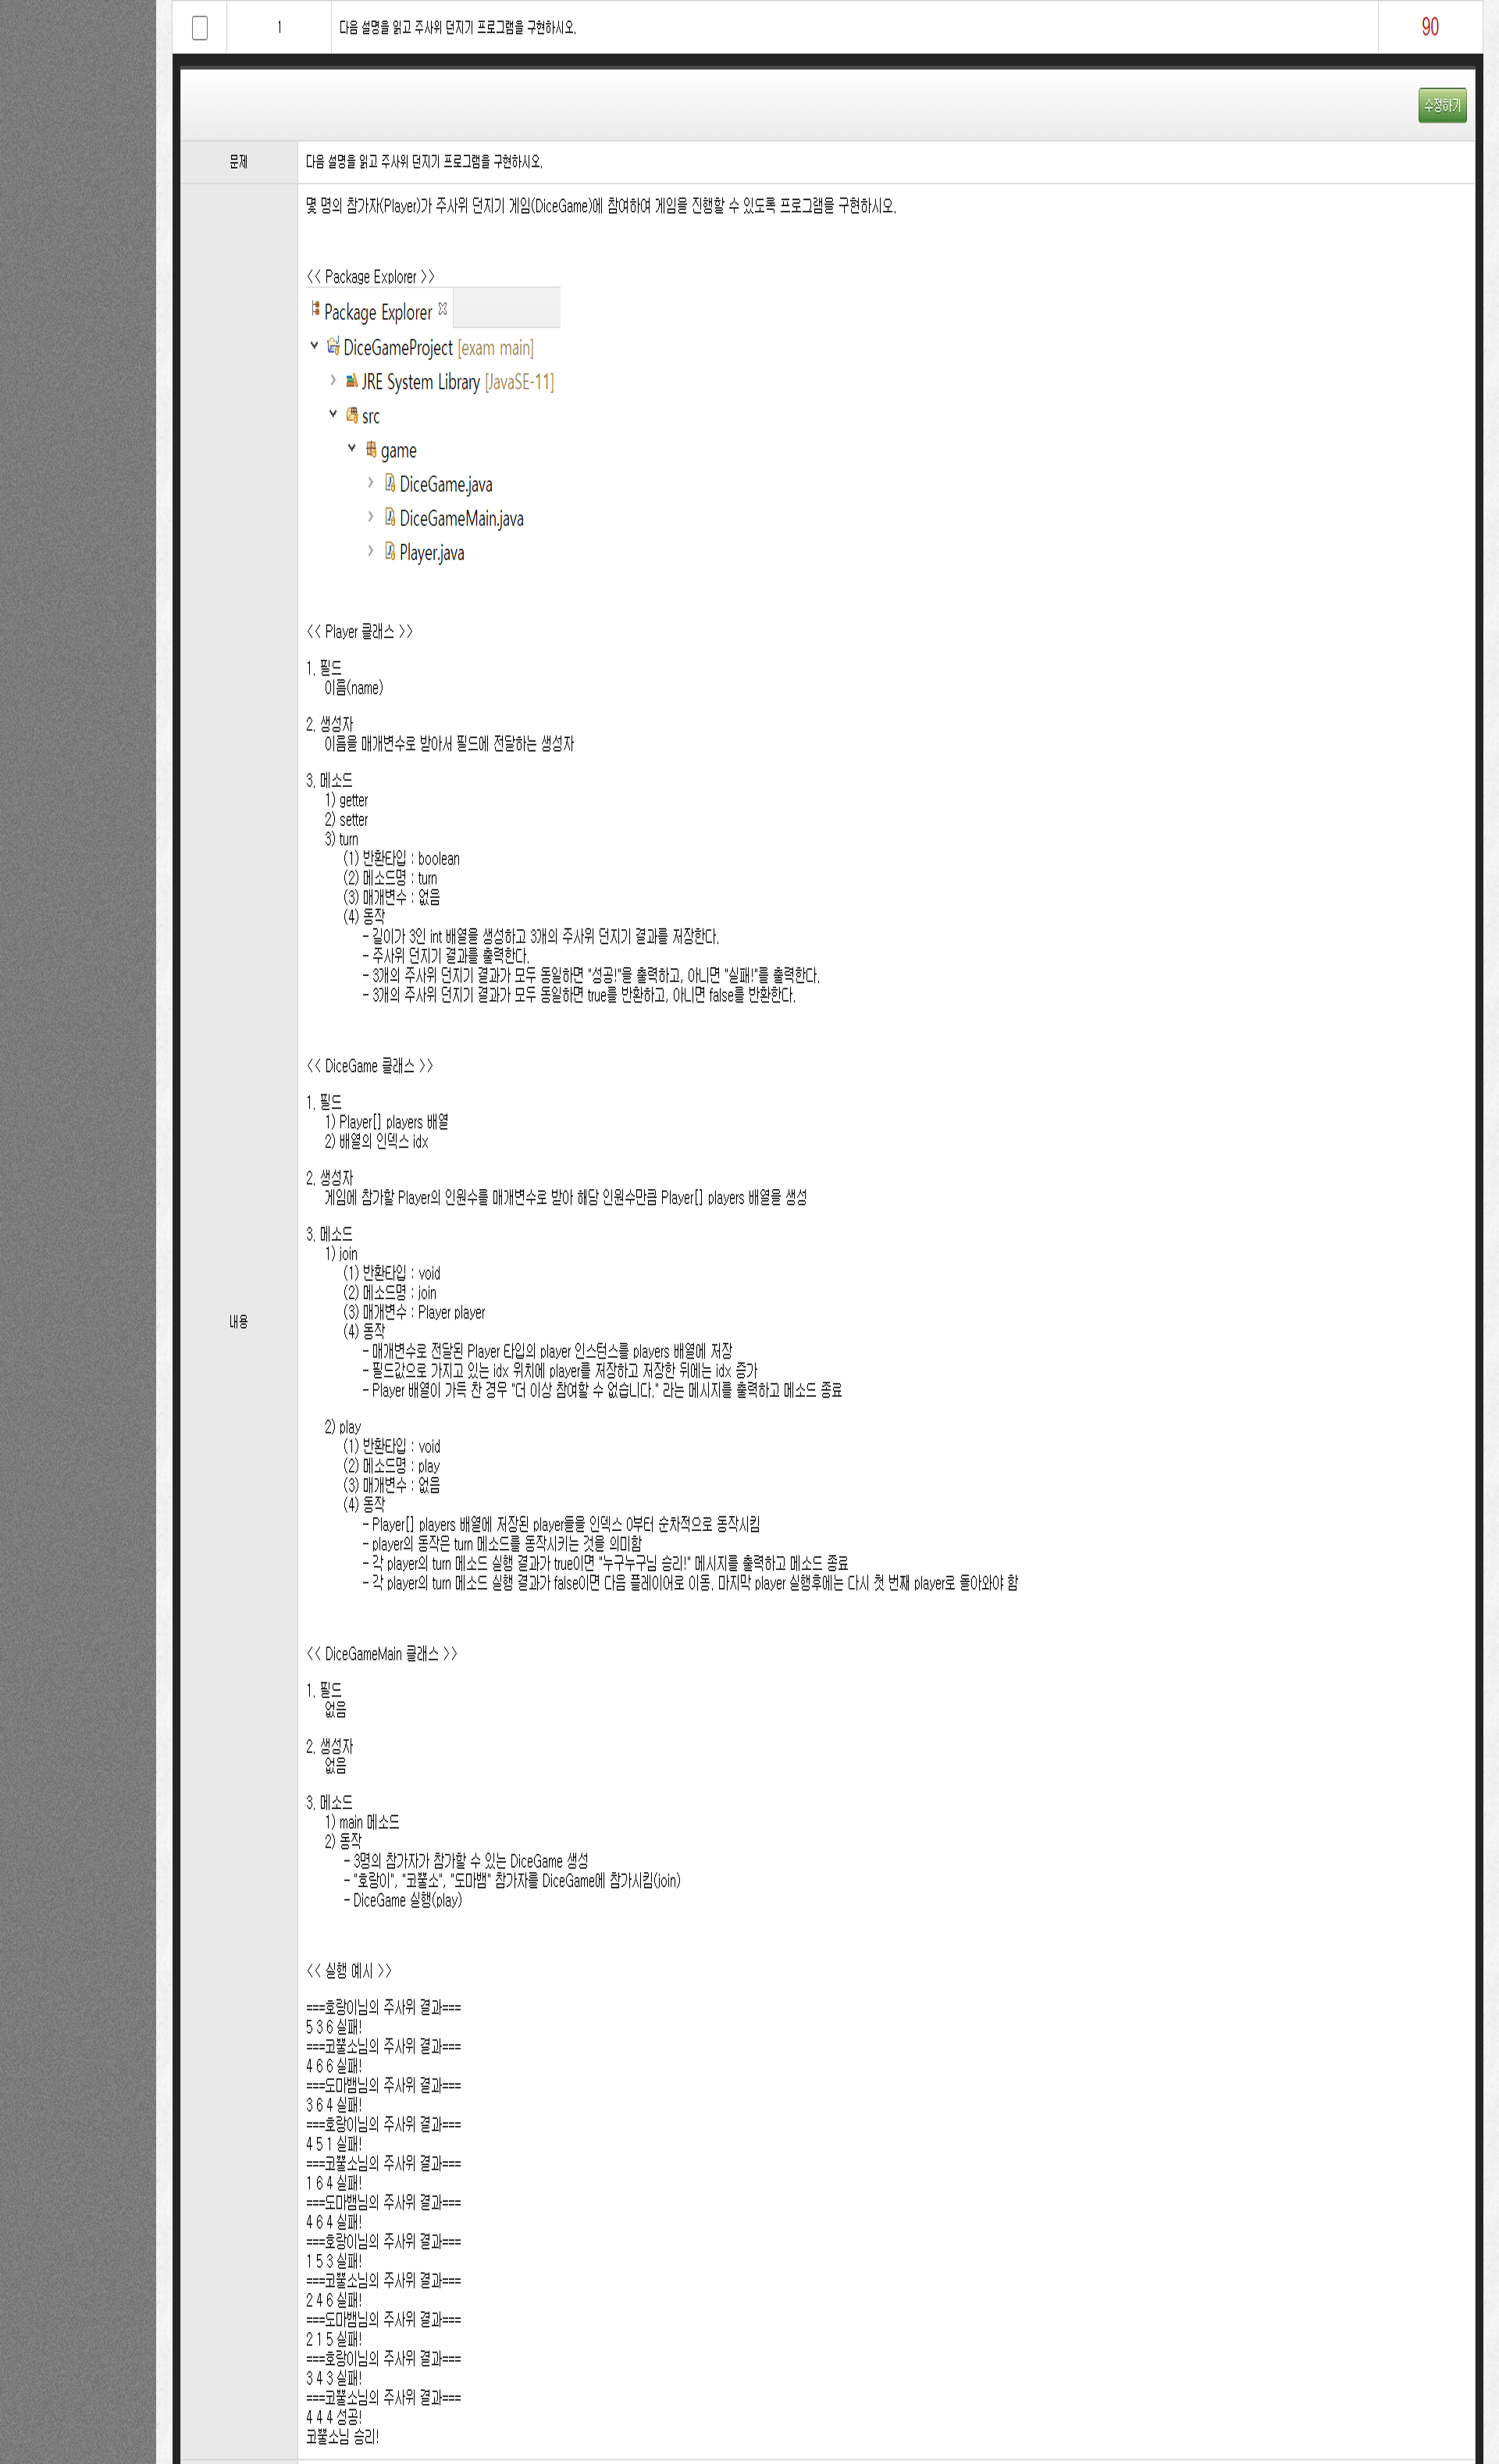 1 다음 설명을 읽고 주사위 던지기 프로그램을 구현하시오. 90
수정하기
문제 다음 설명을 읽고 주사위 던지기 프로그램을 구현하시오.
몇 명의 참가자(Player)가 주사위 던지기 게임(DiceGame)에 참여하여 게임을 진행할 수 있도록 프로그램을 구현하시오.
<< Package Explorer >>
Package Explorer
DiceGameProject [exam main]
JRE System Library [JavaSE-11]
src
game
DiceGame.java
DiceGameMain.java
Player.java
<< Player 클래스 >>
1. 필드
이름(name)
2. 생성자
이름을 매개변수로 받아서 필드에 전달하는 생성자
3. 메소드
1) getter
2) setter
3) turn
(1) 반환타입 : boolean
(2) 메소드명 : turn
(3) 매개변수 : 없음
(4) 동작
- 길이가 3인 int 배열을 생성하고 3개의 주사위 던지기 결과를 저장한다.
- 주사위 던지기 결과를 출력한다.
- 3개의 주사위 던지기 결과가 모두 동일하면 "성공!"을 출력하고, 아니면 "실패!"를 출력한다.
- 3개의 주사위 던지기 결과가 모두 동일하면 true를 반환하고, 아니면 false를 반환한다.
<< DiceGame 클래스 >>
1. 필드
1) Player[] players 배열
2) 배열의 인덱스 idx
2. 생성자
게임에 참가할 Player의 인원수를 매개변수로 받아 해당 인원수만큼 Player[] players 배열을 생성
3. 메소드
1) join
(1) 반환타입 : void
(2) 메소드명 : join
(3) 매개변수 : Player player
(4) 동작
내용
- 매개변수로 전달된 Player 타입의 player 인스턴스를 players 배열에 저장
- 필드값으로 가지고 있는 idx 위치에 player를 저장하고 저장한 뒤에는 idx 증가
- Player 배열이 가득 찬 경우 "더 이상 참여할 수 없습니다." 라는 메시지를 출력하고 메소드 종료
2) play
(1) 반환타입 : void
(2) 메소드명 : play
(3) 매개변수 : 없음
(4) 동작
- Player[] players 배열에 저장된 player들을 인덱스 0부터 순차적으로 동작시킴
- player의 동작은 turn 메소드를 동작시키는 것을 의미함
- 각 player의 turn 메소드 실행 결과가 true이면 "누구누구님 승리!" 메시지를 출력하고 메소드 종료
- 각 player의 turn 메소드 실행 결과가 false이면 다음 플레이어로 이동. 마지막 player 실행후에는 다시 첫 번째 player로 돌아와야 함
<< DiceGameMain 클래스 >>
1. 필드
없음
2. 생성자
없음
3. 메소드
1) main 메소드
2) 동작
- 3명의 참가자가 참가할 수 있는 DiceGame 생성
- "호랑이", "코뿔소", "도마뱀" 참가자를 DiceGame에 참가시킴(join)
- DiceGame 실행(play)
<< 실행 예시 >>
===호랑이님의 주사위 결과===
5 3 6 실패!
===코뿔소님의 주사위 결과===
4 6 6 실패!
===도마뱀님의 주사위 결과===
3 6 4 실패!
===호랑이님의 주사위 결과===
4 5 1 실패!
===코뿔소님의 주사위 결과===
1 6 4 실패!
===도마뱀님의 주사위 결과===
4 6 4 실패!
===호랑이님의 주사위 결과===
1 5 3 실패!
===코뿔소님의 주사위 결과===
2 4 6 실패!
===도마뱀님의 주사위 결과===
2 1 5 실패!
===호랑이님의 주사위 결과===
3 4 3 실패!
===코뿔소님의 주사위 결과===
4 4 4 성공!
코뿔소님 승리!